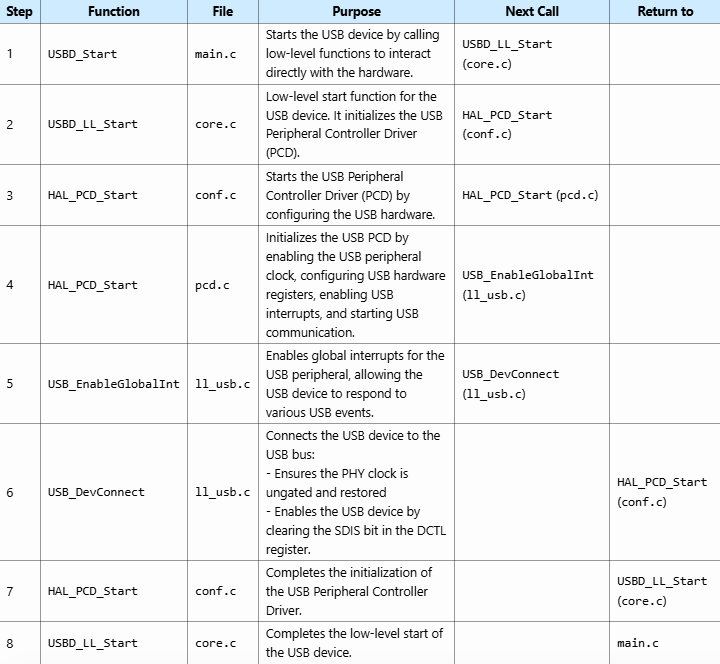 Step Function File Purpose Next Call Return to
1 USBD_Start main.c Starts the USB device by calling low-level functions to interact directly with the hardware. USBD_LL_Start (core.c)
2 USBD_LL_Start core.c Low-level start function for the USB device. It initializes the USB Peripheral Controller Driver (PCD). HAL_PCD_Start (conf.c)
3 HAL_PCD_Start conf.c Starts the USB Peripheral Controller Driver (PCD) by configuring the USB hardware. HAL_PCD_Start (pcd.c)
4 HAL_PCD_Start pcd.c Initializes the USB PCD by enabling the USB peripheral clock, configuring USB hardware registers, enabling USB interrupts, and starting USB communication. USB_EnableGlobalInt (ll_usb.c)
5 USB_EnableGlobalInt ll_usb.c Enables global interrupts for the USB peripheral, allowing the USB device to respond to various USB events. USB_DevConnect (ll_usb.c)
6 USB_DevConnect ll_usb.c Connects the USB device to the USB bus:
- Ensures the PHY clock is ungated and restored
- Enables the USB device by clearing the SDIS bit in the DCTL register. HAL_PCD_Start (conf.c)
7 HAL_PCD_Start conf.c Completes the initialization of the USB Peripheral Controller Driver. USBD_LL_Start (core.c)
8 USBD_LL_Start core.c Completes the low-level start of the USB device. main.c